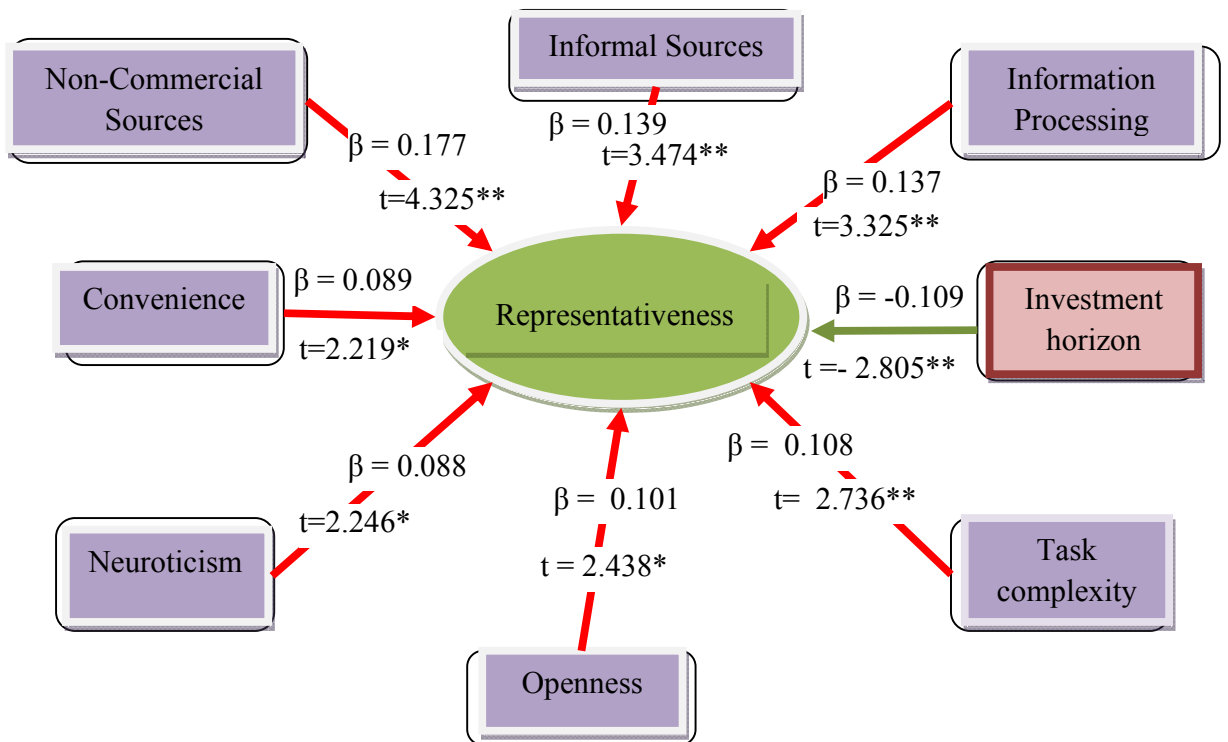 Non-Commercial
Sources
Informal Sources
Information
Processing
β = 0.177
t=4.325**
β = 0.139
t=3.474**
β = 0.137
t=3.325**
Convenience
β = 0.089
t=2.219*
Representativeness
β = -0.109
t =- 2.805**
Investment
horizon
Neuroticism
β = 0.088
t=2.246*
β =  0.101
t = 2.438*
Openness
β =  0.108
t=  2.736**
Task
complexity